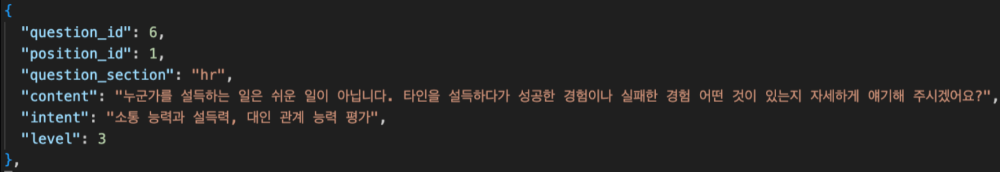 {
"question_id": 6,
"position_id": 1,
"question_section": "hr",
"content": "누군가를 설득하는 일은 쉬운 일이 아닙니다. 타인을 설득하다가 성공한 경험이나 실패한 경험 어떤 것이 있는지 자세하게 얘기해 주시겠어요?",
"intent": "소통 능력과 설득력, 대인 관계 능력 평가",
"level": 3
},